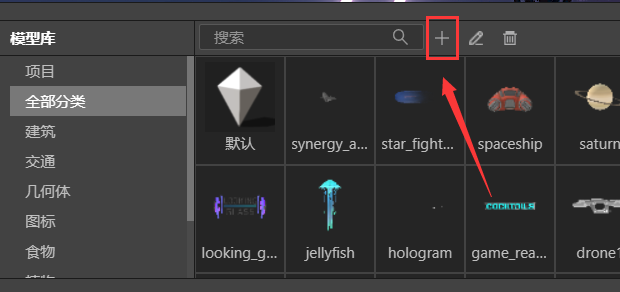 模型库
搜索
项目
全部分类
建筑
交通
几何体
图标
食物
默认
synergy_a...
star_fight...
spaceship
saturn
looking_g...
jellyfish
hologram
game_rea...
drone1
COCKTAILS